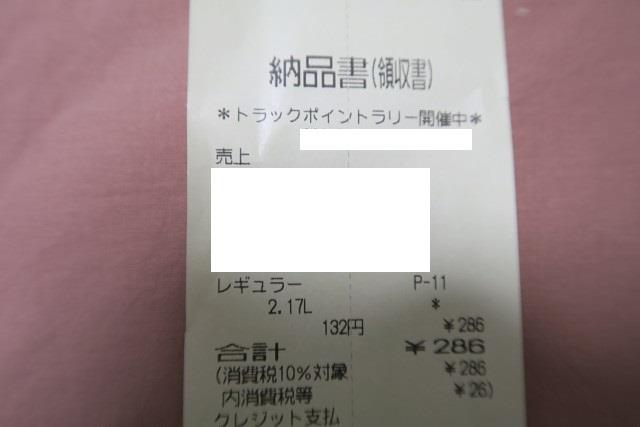 納品書(領収書)
*トラックポイントラリー開催中*
売上
レギュラー P-11
2.17L *
132円 ¥286
合計 ¥286
(消費税10%対象 ¥286
内消費税等 ¥26)
クレジット支払